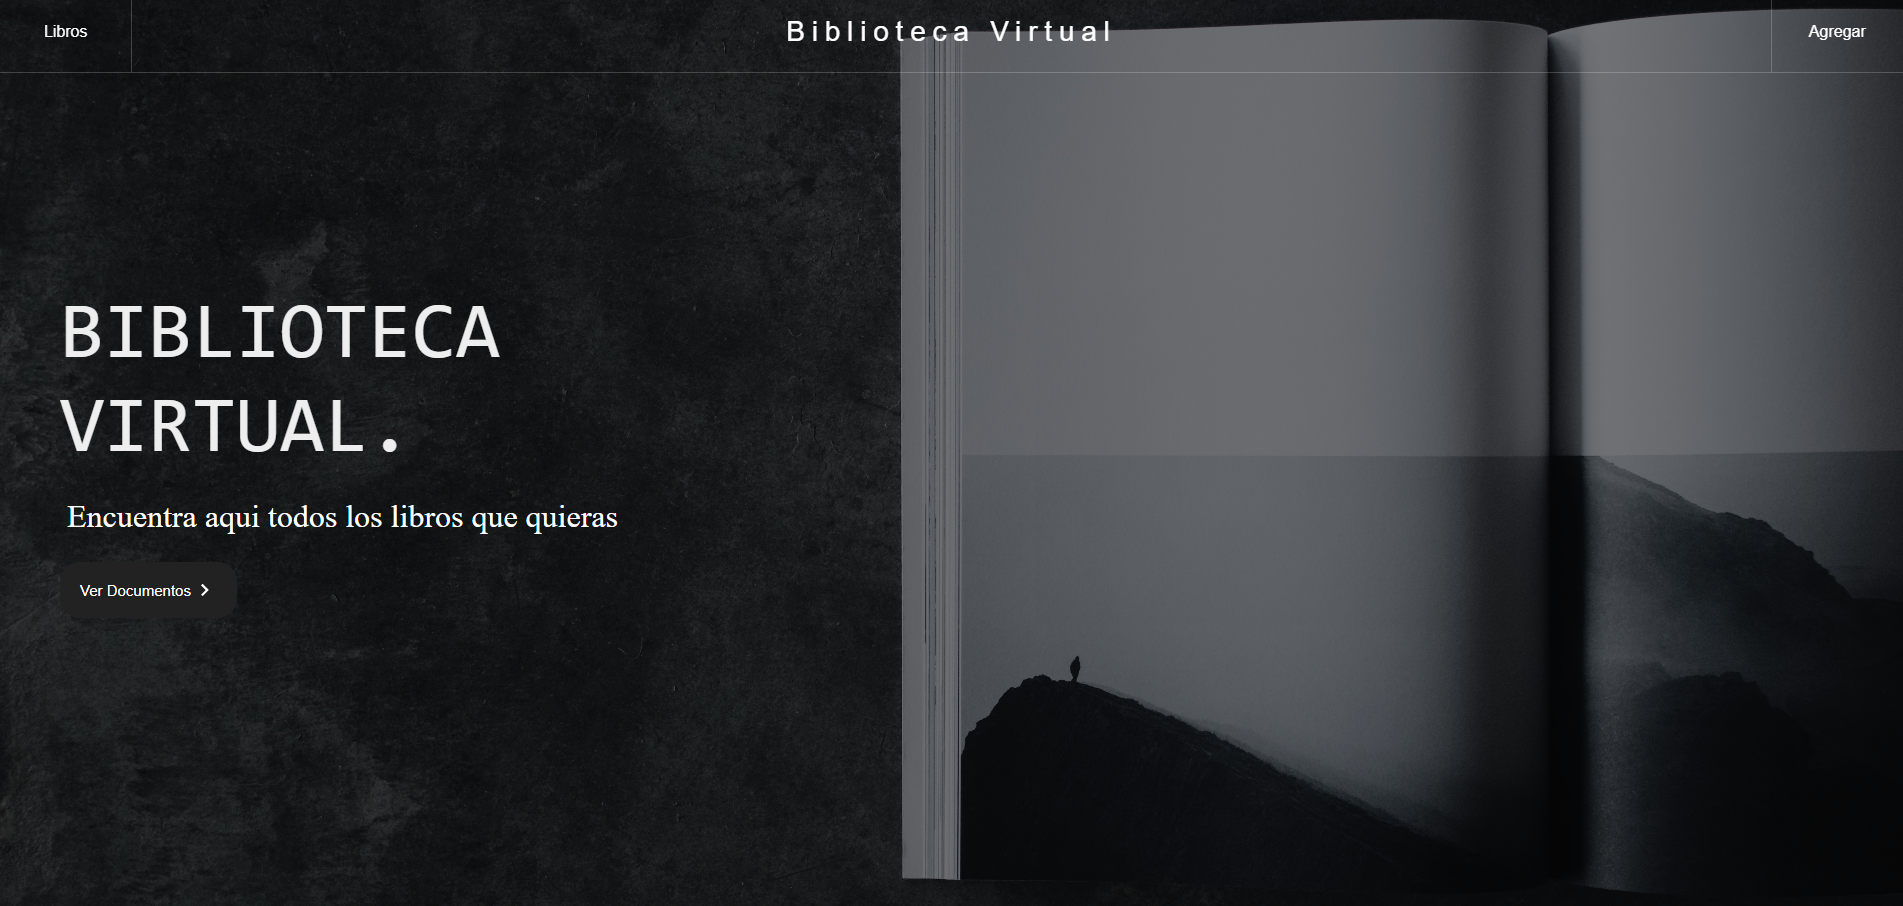 Libros
Biblioteca Virtual
Agregar
BIBLIOTECA
VIRTUAL.
Encuentra aqui todos los libros que quieras
Ver Documentos